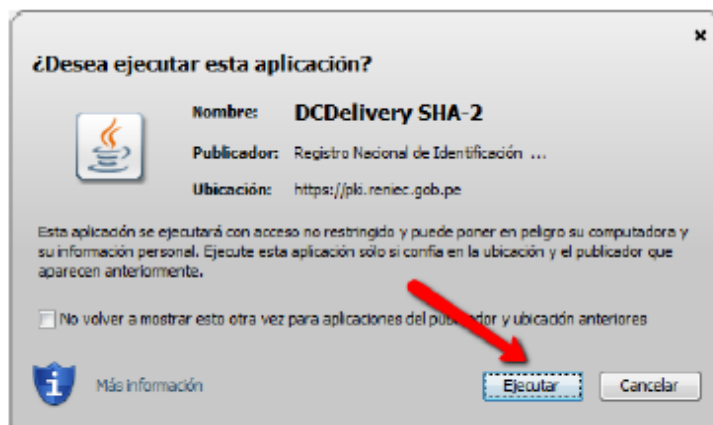 ¿Desea ejecutar esta aplicación?
Nombre: DCDelivery SHA-2
Publicador: Registro Nacional de Identificación ...
Ubicación: https://pki.reniec.gob.pe
Esta aplicación se ejecutará con acceso no restringido y puede poner en peligro su computadora y
su información personal. Ejecute esta aplicación sólo si confía en la ubicación y el publicador que
aparecen anteriormente.
No volver a mostrar esto otra vez para aplicaciones del publicador y ubicación anteriores
Más información
Ejecutar Cancelar